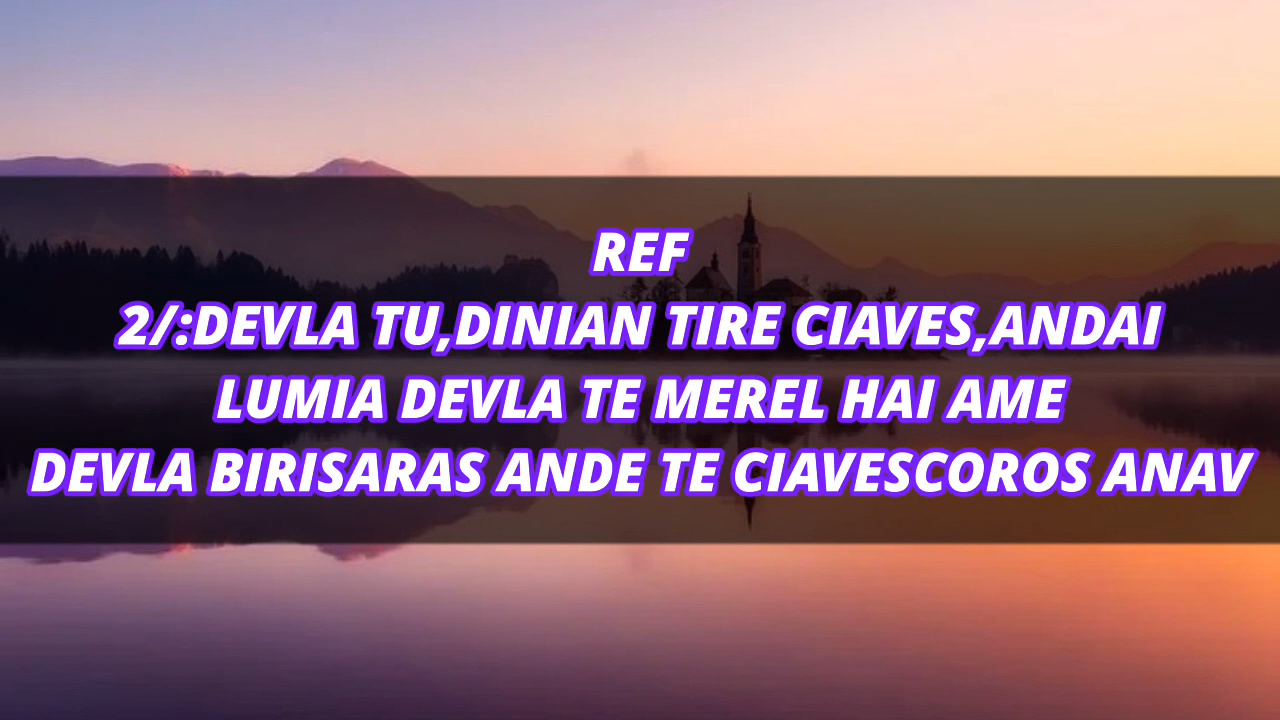 REF
2/:DEVLA TU,DINIAN TIRE CIAVES,ANDAI
LUMIA DEVLA TE MEREL HAI AME
DEVLA BIRISARAS ANDE TE CIAVESCOROS ANAV